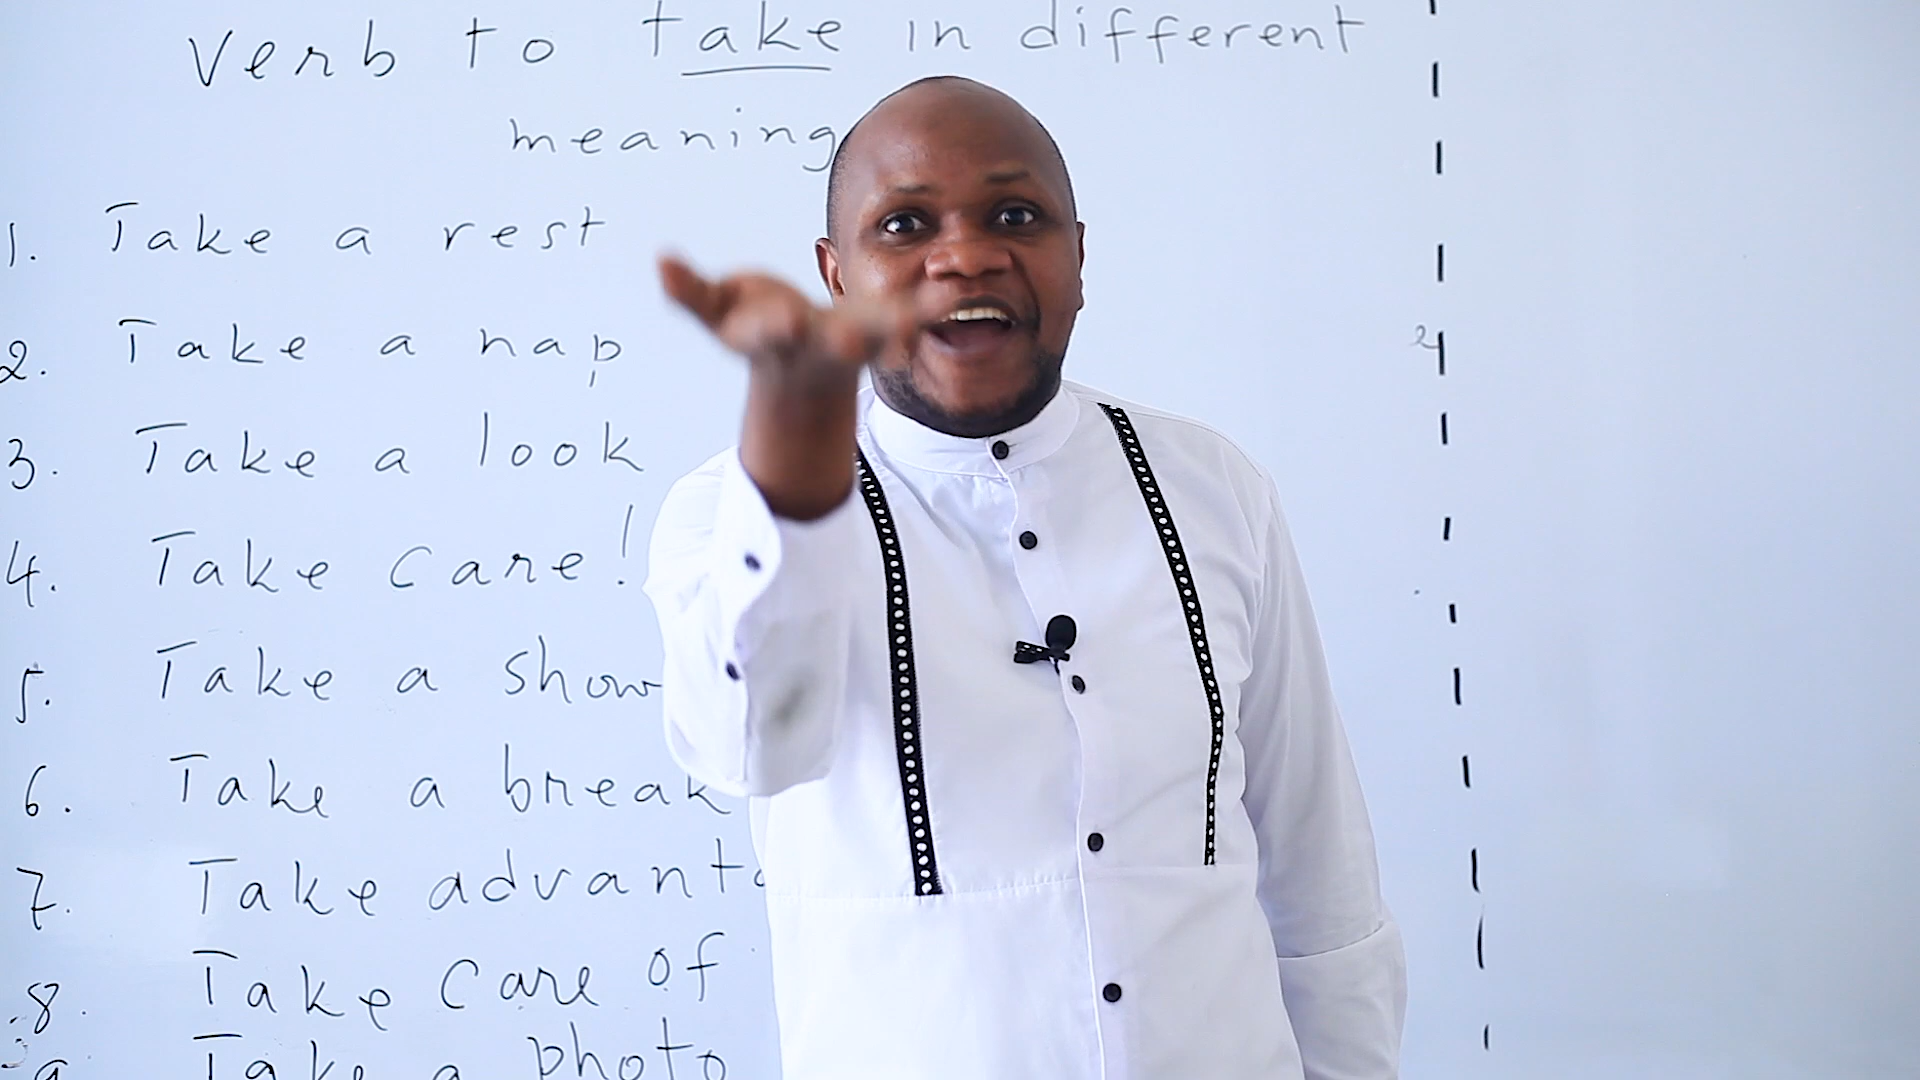 Verb to take in different
meaning
1. Take a rest
2. Take a nap
3. Take a look
4. Take care!
5. Take a show
6. Take a break
7. Take advant
8. Take care of
9. Take a photo